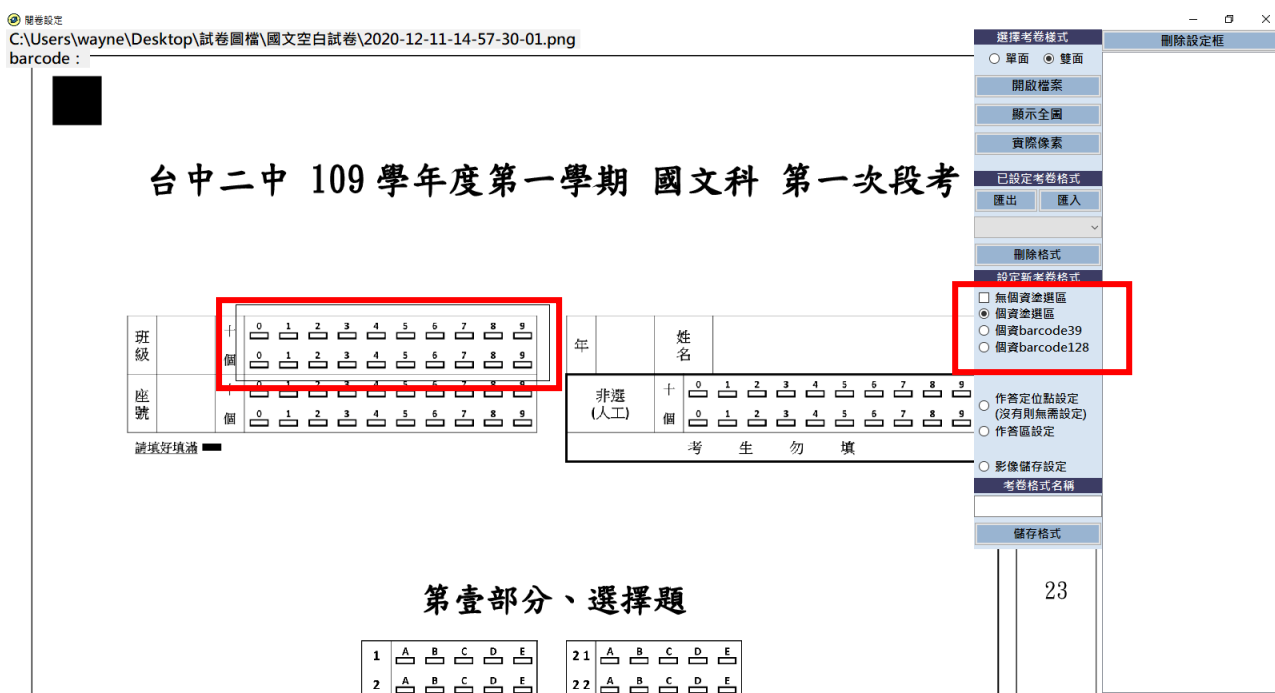 閱卷設定
C:\Users\wayne\Desktop\試卷圖檔\國文空白試卷\2020-12-11-14-57-30-01.png
barcode：
台中二中 109 學年度第一學期 國文科 第一次段考
班級 十 0 1 2 3 4 5 6 7 8 9
個 0 1 2 3 4 5 6 7 8 9
年 姓名
座號 十 0 1 2 3 4 5 6 7 8 9
個 0 1 2 3 4 5 6 7 8 9
非選(人工) 十 0 1 2 3 4 5 6 7 8 9
個 0 1 2 3 4 5 6 7 8 9
請填好填滿
考 生 勿 填
第壹部分、選擇題
1 A B C D E
2 A B C D E
21 A B C D E
22 A B C D E
23
選擇考卷樣式
單面 雙面
開啟檔案
顯示全圖
實際像素
已設定考卷格式
匯出 匯入
刪除格式
設定新考卷格式
無個資塗選區
個資塗選區
個資barcode39
個資barcode128
作答定位點設定
(沒有則無需設定)
作答區設定
影像儲存設定
考卷格式名稱
儲存格式
刪除設定框